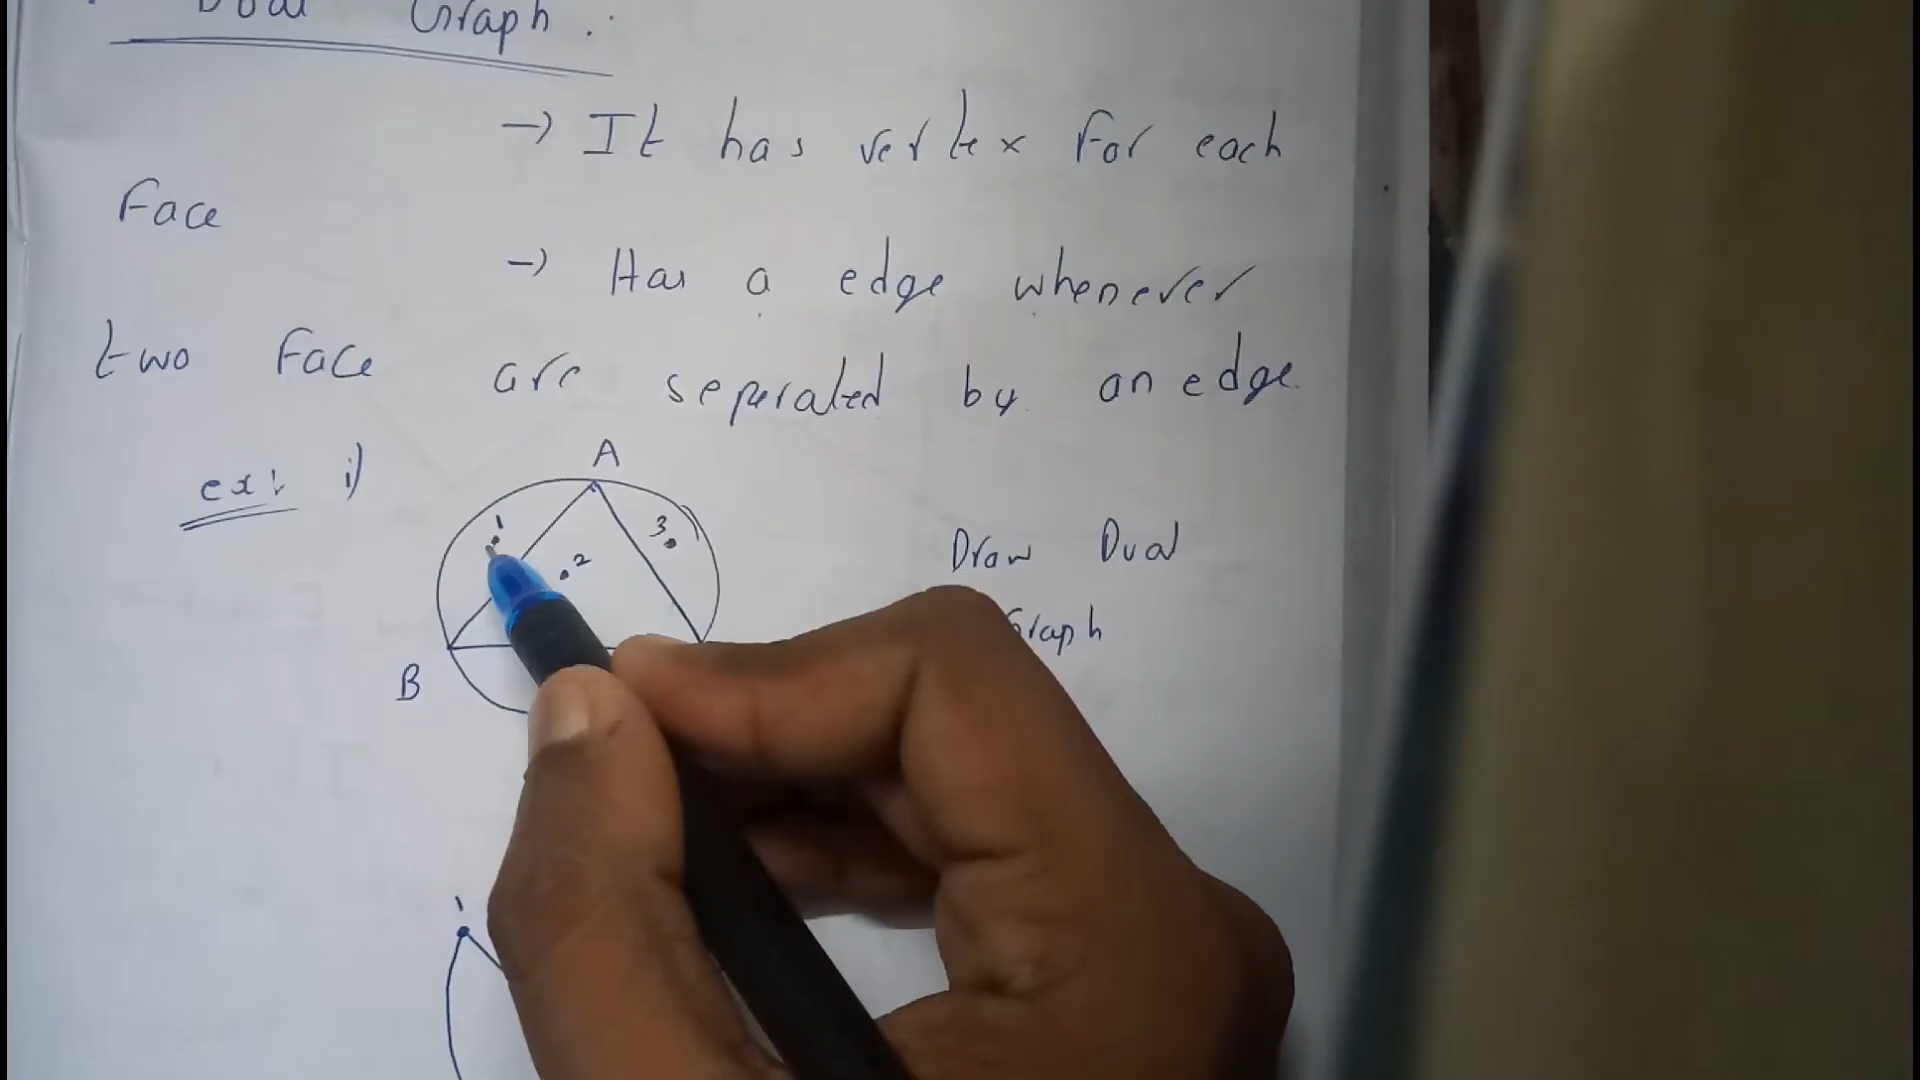 Dual Graph :
→ It has vertex for each
Face
→ Has a edge whenever
two Face are seperated by an edge.
ex: i)
A
1
3
2
B
Draw Dual
Graph
1